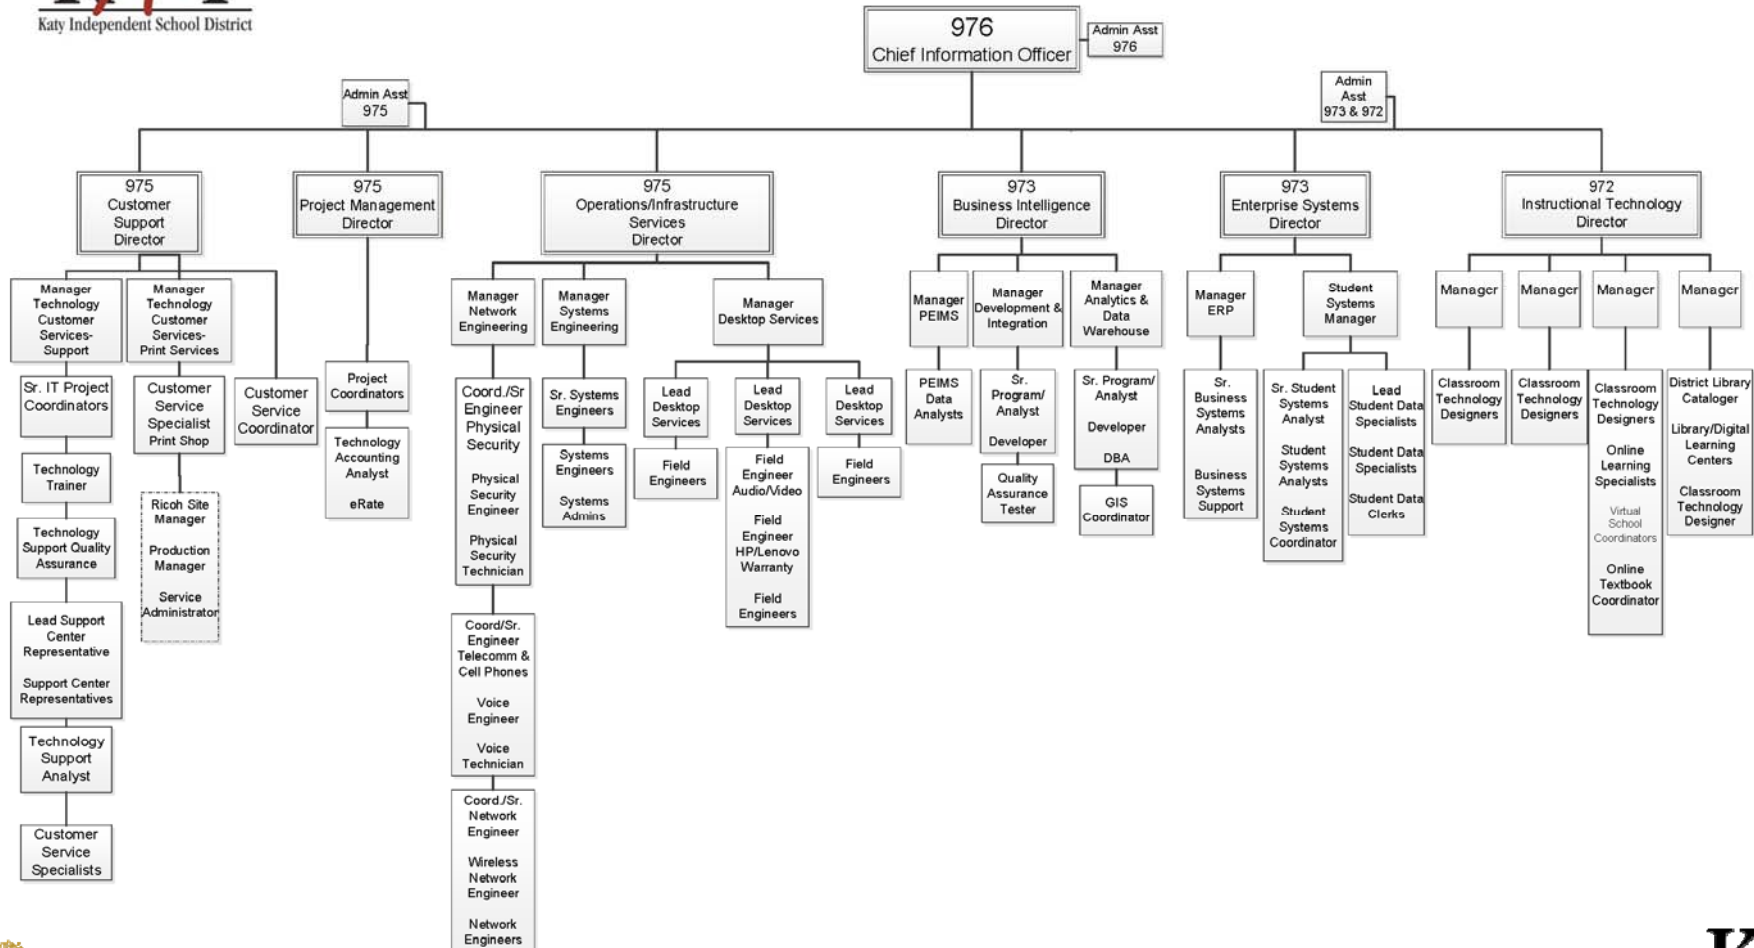 Katy Independent School District
976
Chief Information Officer
Admin Asst
976
Admin Asst
975
Admin
Asst
973 & 972
975
Customer
Support
Director
975
Project Management
Director
975
Operations/Infrastructure
Services
Director
973
Business Intelligence
Director
973
Enterprise Systems
Director
972
Instructional Technology
Director
Manager
Technology
Customer
Services-
Support
Manager
Technology
Customer
Services-
Print Services
Sr. IT Project
Coordinators
Customer
Service
Specialist
Print Shop
Customer
Service
Coordinator
Technology
Trainer
Ricoh Site
Manager
Production
Manager
Service
Administrator
Technology
Support Quality
Assurance
Lead Support
Center
Representative
Support Center
Representatives
Technology
Support
Analyst
Customer
Service
Specialists
Project
Coordinators
Technology
Accounting
Analyst
eRate
Manager
Network
Engineering
Manager
Systems
Engineering
Manager
Desktop Services
Coord./Sr
Engineer
Physical
Security
Physical
Security
Engineer
Physical
Security
Technician
Coord/Sr.
Engineer
Telecomm &
Cell Phones
Voice
Engineer
Voice
Technician
Coord./Sr.
Network
Engineer
Wireless
Network
Engineer
Network
Engineers
Sr. Systems
Engineers
Systems
Engineers
Systems
Admins
Lead
Desktop
Services
Field
Engineers
Lead
Desktop
Services
Field
Engineer
Audio/Video
Field
Engineer
HP/Lenovo
Warranty
Field
Engineers
Lead
Desktop
Services
Field
Engineers
Manager
PEIMS
Manager
Development &
Integration
Manager
Analytics &
Data
Warehouse
PEIMS
Data
Analysts
Sr.
Program/
Analyst
Developer
Quality
Assurance
Tester
Sr. Program/
Analyst
Developer
DBA
GIS
Coordinator
Manager
ERP
Student
Systems
Manager
Sr.
Business
Systems
Analysts
Business
Systems
Support
Sr. Student
Systems
Analyst
Student
Systems
Analysts
Student
Systems
Coordinator
Lead
Student Data
Specialists
Student Data
Specialists
Student Data
Clerks
Manager
Manager
Manager
Manager
Classroom
Technology
Designers
Classroom
Technology
Designers
Classroom
Technology
Designers
Online
Learning
Specialists
Virtual
School
Coordinators
Online
Textbook
Coordinator
District Library
Cataloger
Library/Digital
Learning
Centers
Classroom
Technology
Designer